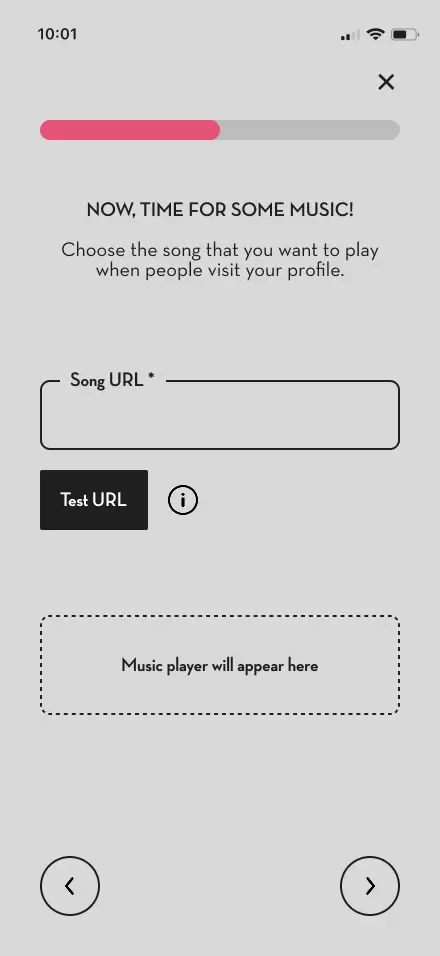 10:01
NOW, TIME FOR SOME MUSIC!
Choose the song that you want to play
when people visit your profile.
Song URL *
Test URL
Music player will appear here